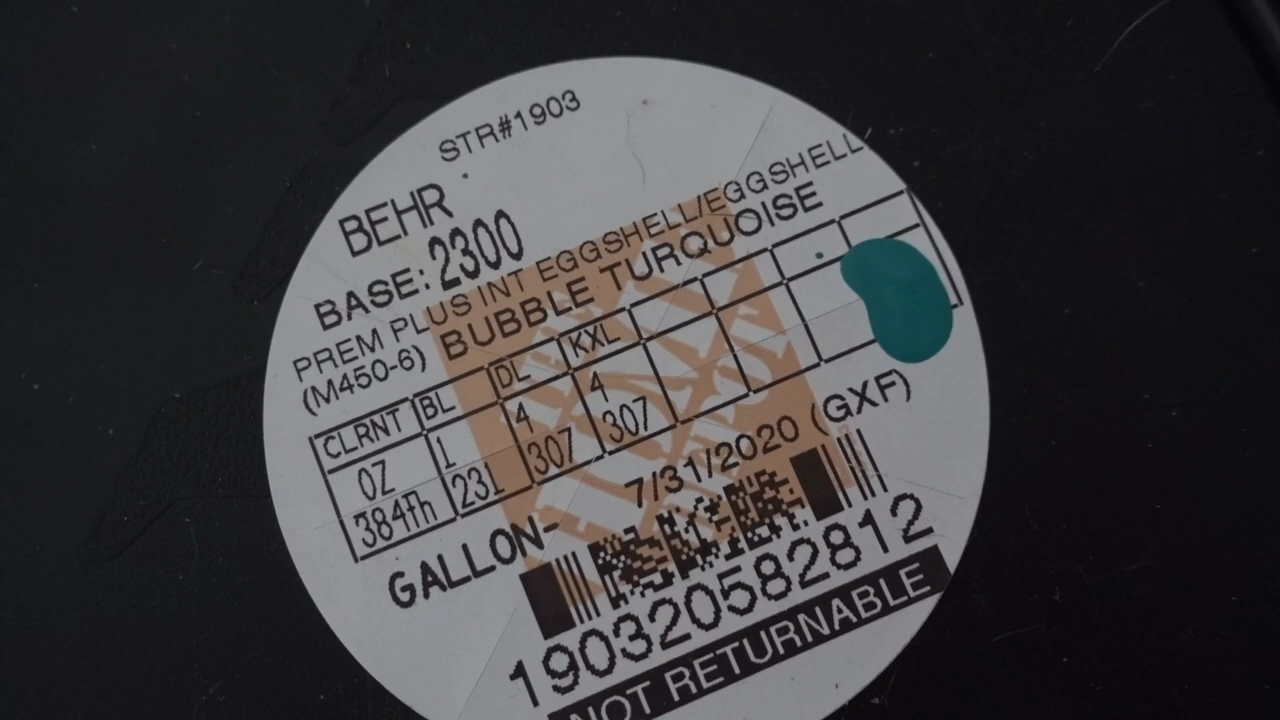 STR#1903
BEHR
BASE: 2300
PREM PLUS INT EGGSHELL/EGGSHELL
(M450-6) BUBBLE TURQUOISE
CLRNT BL DL KXL
OZ 1 4 4
384th 231 307 307
GALLON- 7/31/2020 (GXF)
190320582812
NOT RETURNABLE